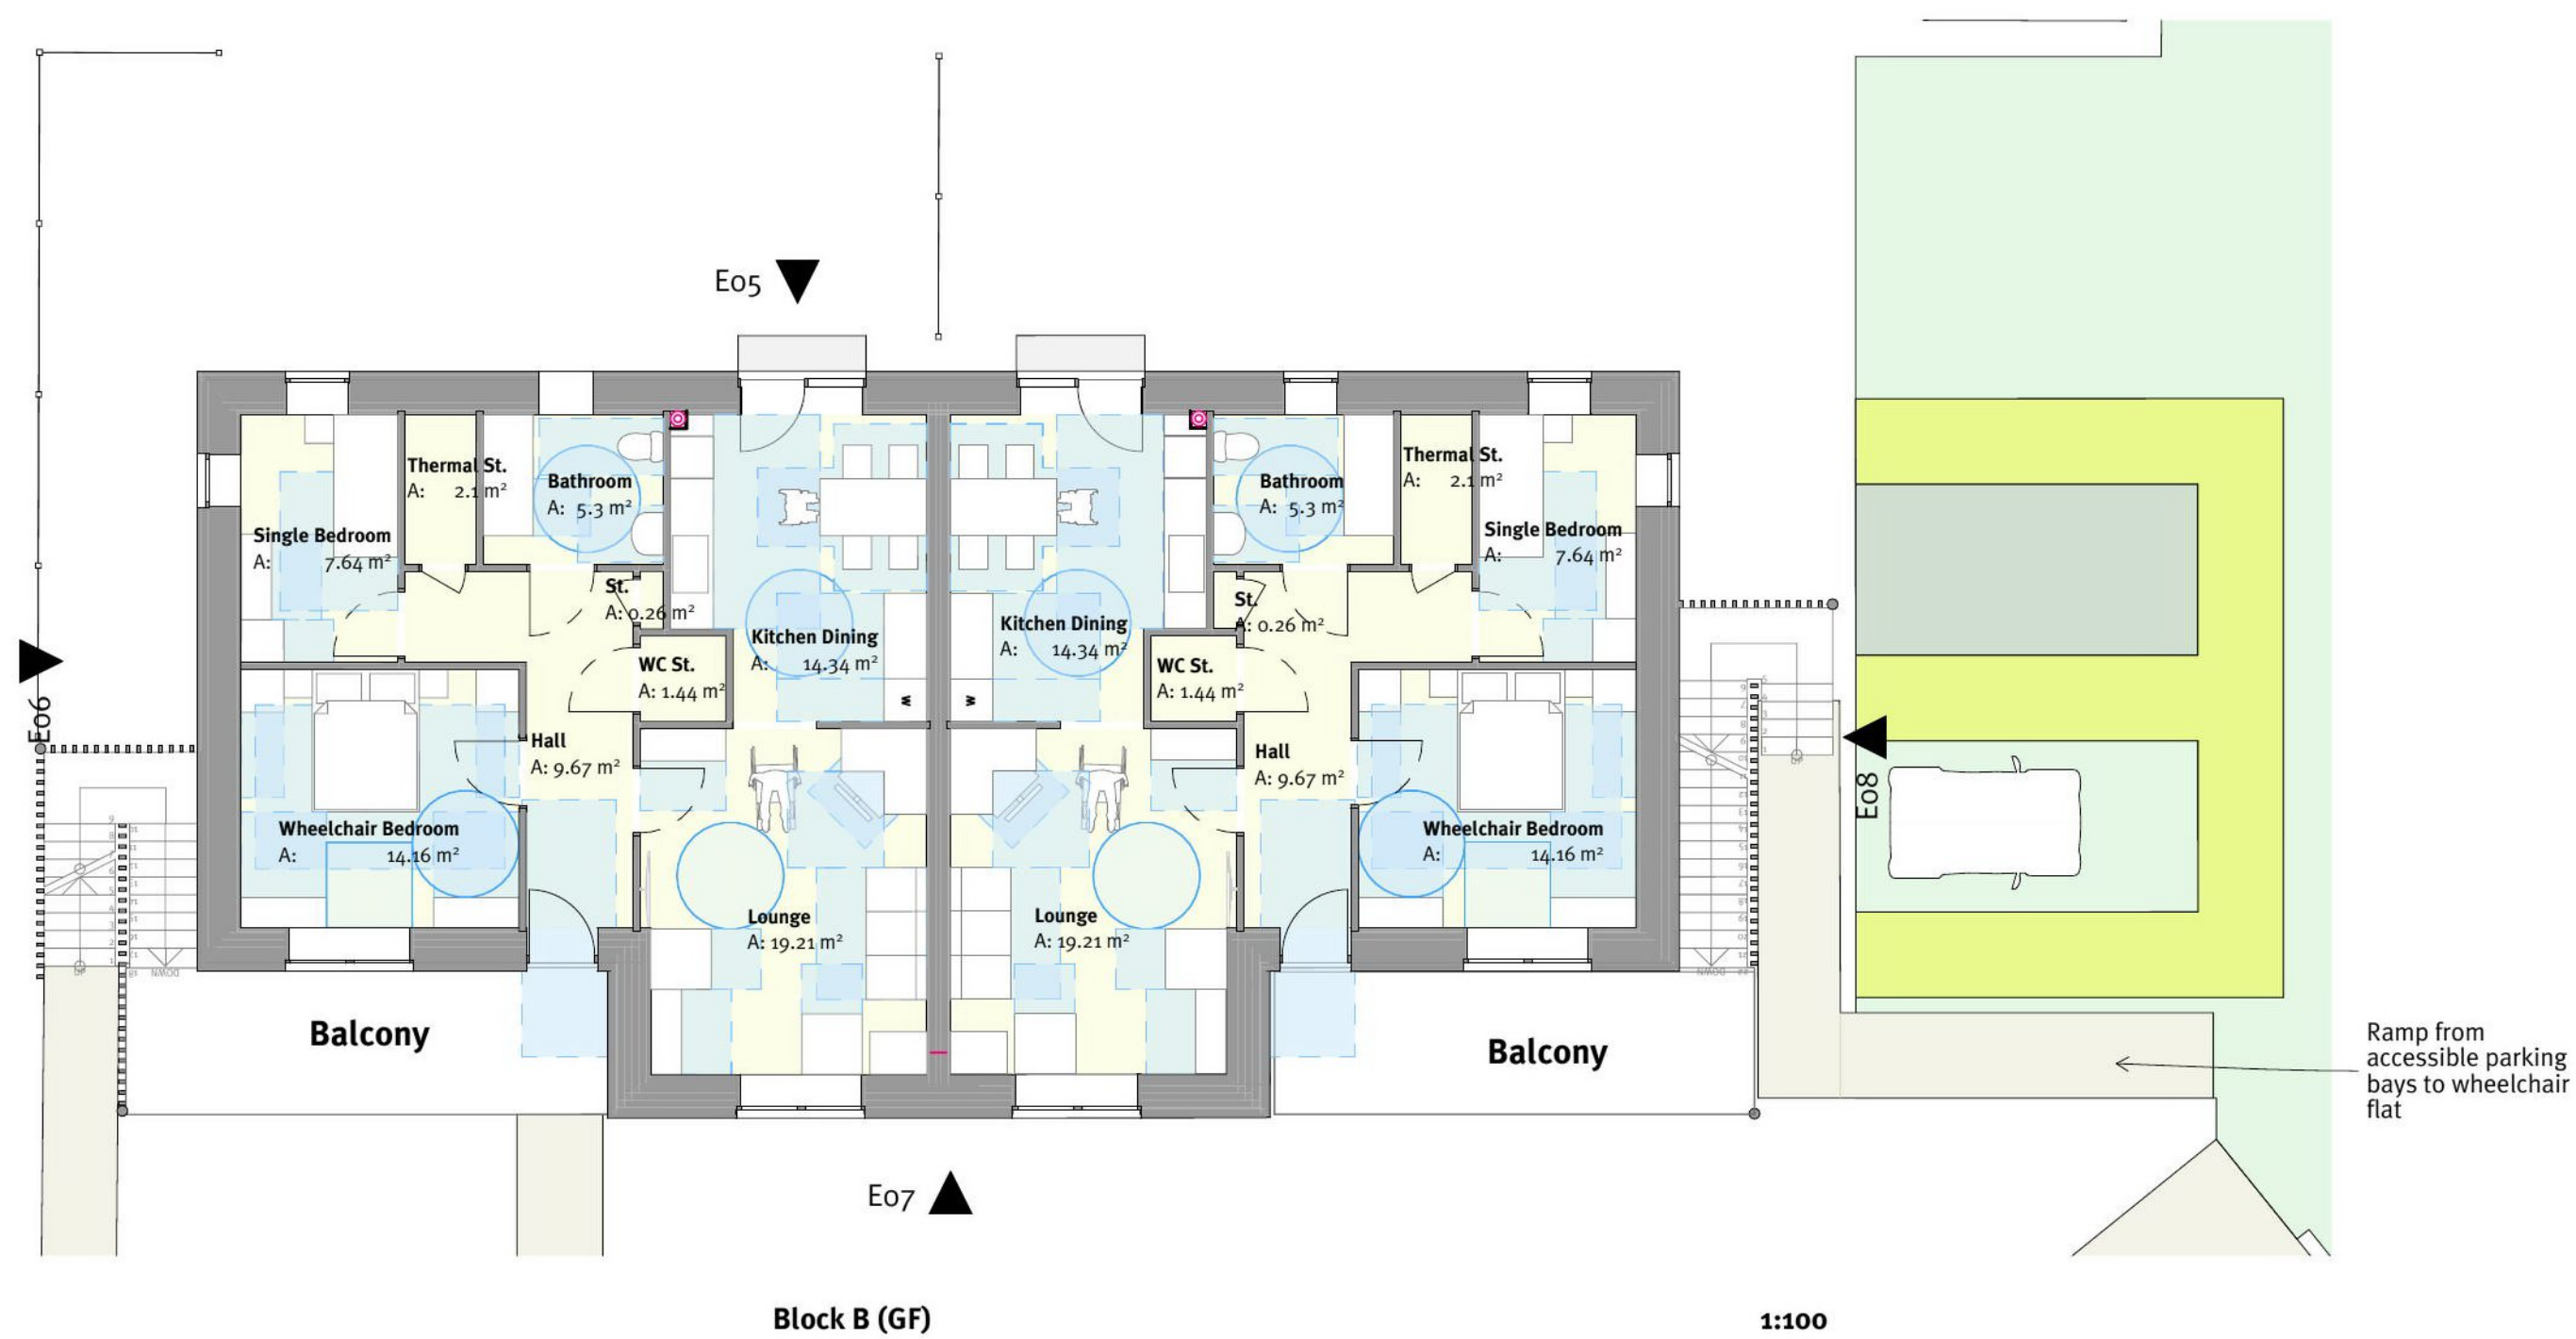 E05
Thermal St.
A: 2.1 m²
Bathroom
A: 5.3 m²
Single Bedroom
A: 7.64 m²
St.
A: 0.26 m²
Kitchen Dining
A: 14.34 m²
WC St.
A: 1.44 m²
w
Hall
A: 9.67 m²
Wheelchair Bedroom
A: 14.16 m²
Lounge
A: 19.21 m²
Balcony
E06
UP
DOWN
Kitchen Dining
A: 14.34 m²
w
Bathroom
A: 5.3 m²
Thermal St.
A: 2.1 m²
Single Bedroom
A: 7.64 m²
St.
A: 0.26 m²
WC St.
A: 1.44 m²
Hall
A: 9.67 m²
Wheelchair Bedroom
A: 14.16 m²
Lounge
A: 19.21 m²
Balcony
DOWN
E08
Ramp from
accessible parking
bays to wheelchair
flat
E07
Block B (GF)
1:100